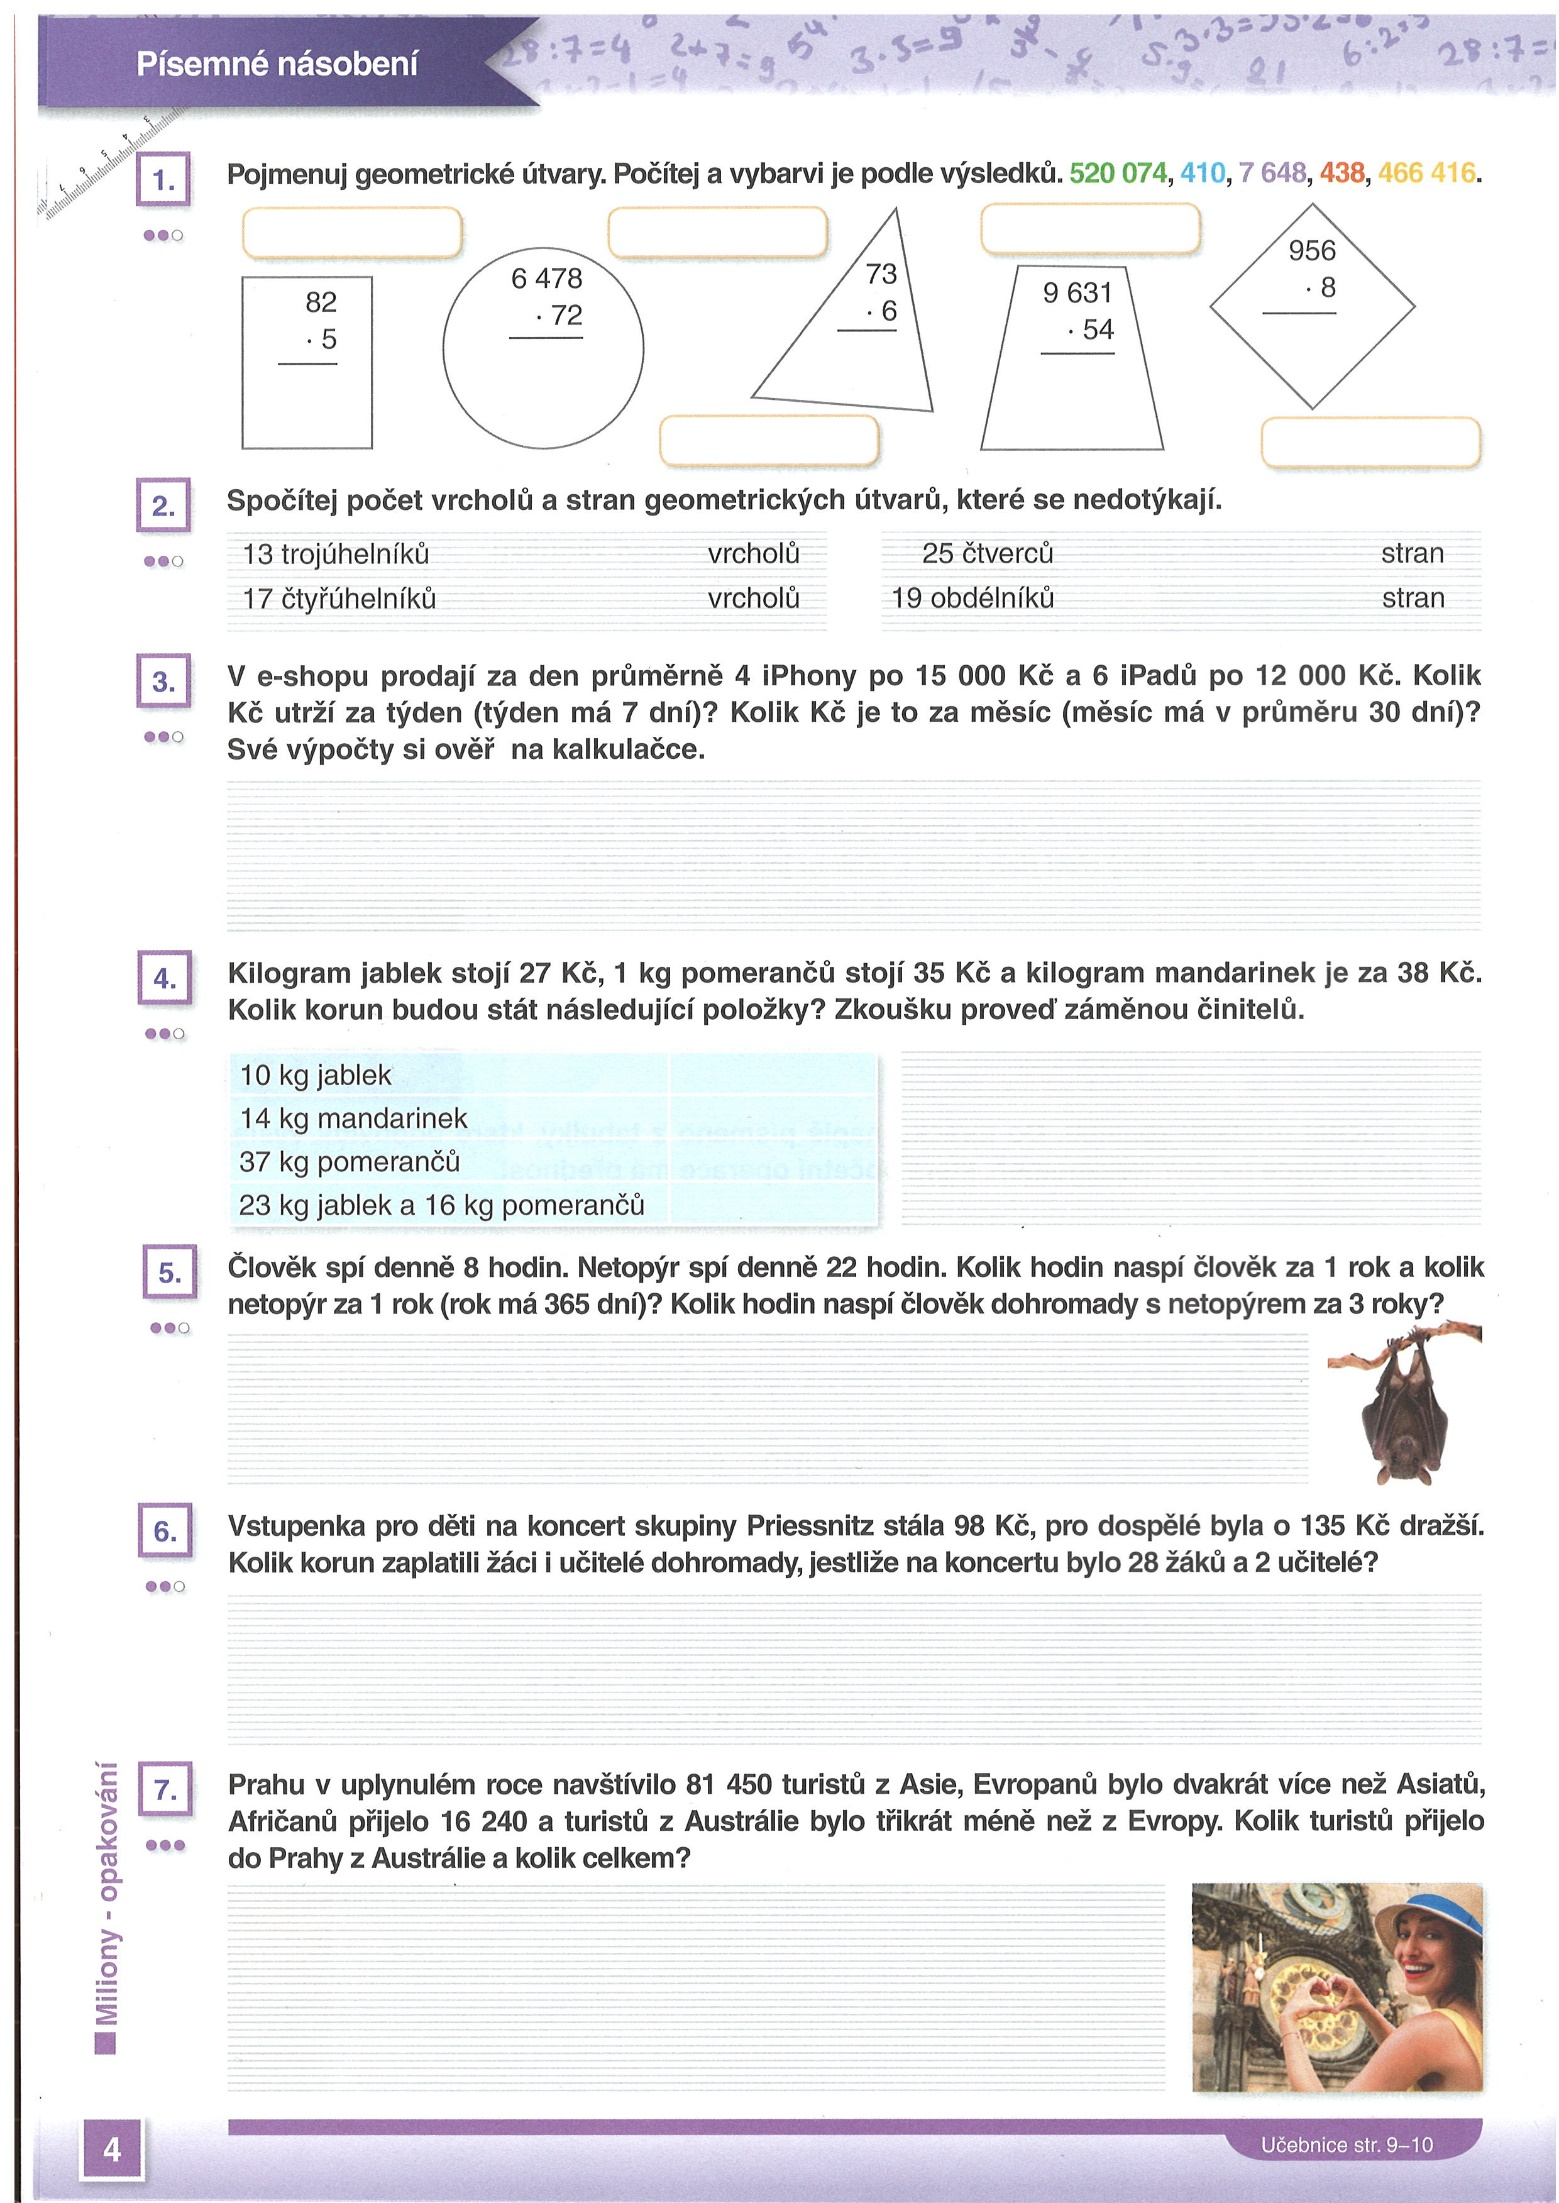 Písemné násobení
1. Pojmenuj geometrické útvary. Počítej a vybarvi je podle výsledků. 520 074, 410, 7 648, 438, 466 416.
82
· 5
6 478
· 72
73
· 6
9 631
· 54
956
· 8
2. Spočítej počet vrcholů a stran geometrických útvarů, které se nedotýkají.
13 trojúhelníků vrcholů 25 čtverců stran
17 čtyřúhelníků vrcholů 19 obdélníků stran
3. V e-shopu prodají za den průměrně 4 iPhony po 15 000 Kč a 6 iPadů po 12 000 Kč. Kolik
Kč utrží za týden (týden má 7 dní)? Kolik Kč je to za měsíc (měsíc má v průměru 30 dní)?
Své výpočty si ověř na kalkulačce.
4. Kilogram jablek stojí 27 Kč, 1 kg pomerančů stojí 35 Kč a kilogram mandarinek je za 38 Kč.
Kolik korun budou stát následující položky? Zkoušku proveď záměnou činitelů.
10 kg jablek
14 kg mandarinek
37 kg pomerančů
23 kg jablek a 16 kg pomerančů
5. Člověk spí denně 8 hodin. Netopýr spí denně 22 hodin. Kolik hodin naspí člověk za 1 rok a kolik
netopýr za 1 rok (rok má 365 dní)? Kolik hodin naspí člověk dohromady s netopýrem za 3 roky?
6. Vstupenka pro děti na koncert skupiny Priessnitz stála 98 Kč, pro dospělé byla o 135 Kč dražší.
Kolik korun zaplatili žáci i učitelé dohromady, jestliže na koncertu bylo 28 žáků a 2 učitelé?
7. Prahu v uplynulém roce navštívilo 81 450 turistů z Asie, Evropanů bylo dvakrát více než Asiatů,
Afričanů přijelo 16 240 a turistů z Austrálie bylo třikrát méně než z Evropy. Kolik turistů přijelo
do Prahy z Austrálie a kolik celkem?
Miliony - opakování
4
Učebnice str. 9–10